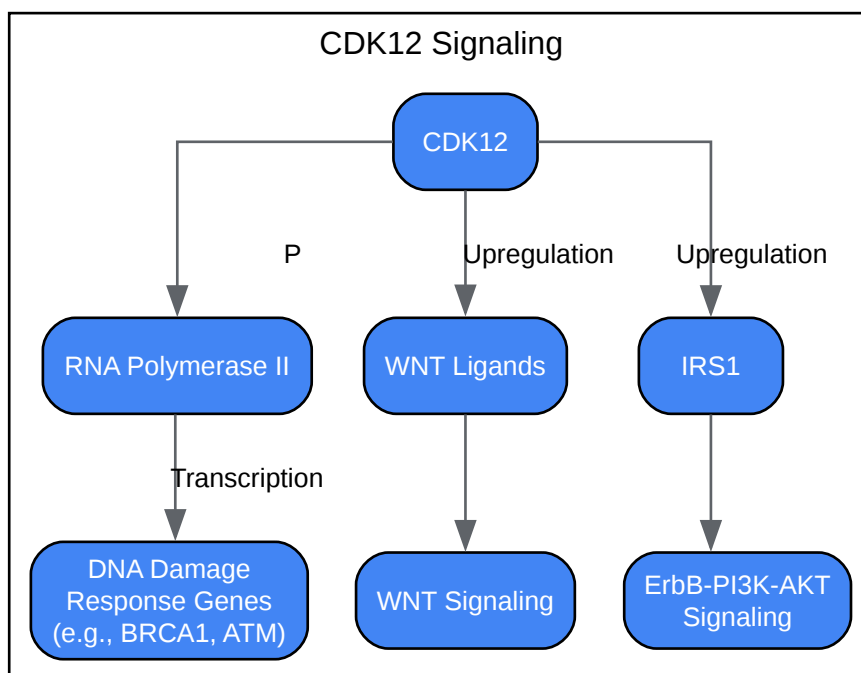 CDK12 Signaling
CDK12
P
Upregulation
Upregulation
RNA Polymerase II
WNT Ligands
IRS1
Transcription
DNA Damage
Response Genes
(e.g., BRCA1, ATM)
WNT Signaling
ErbB-PI3K-AKT
Signaling